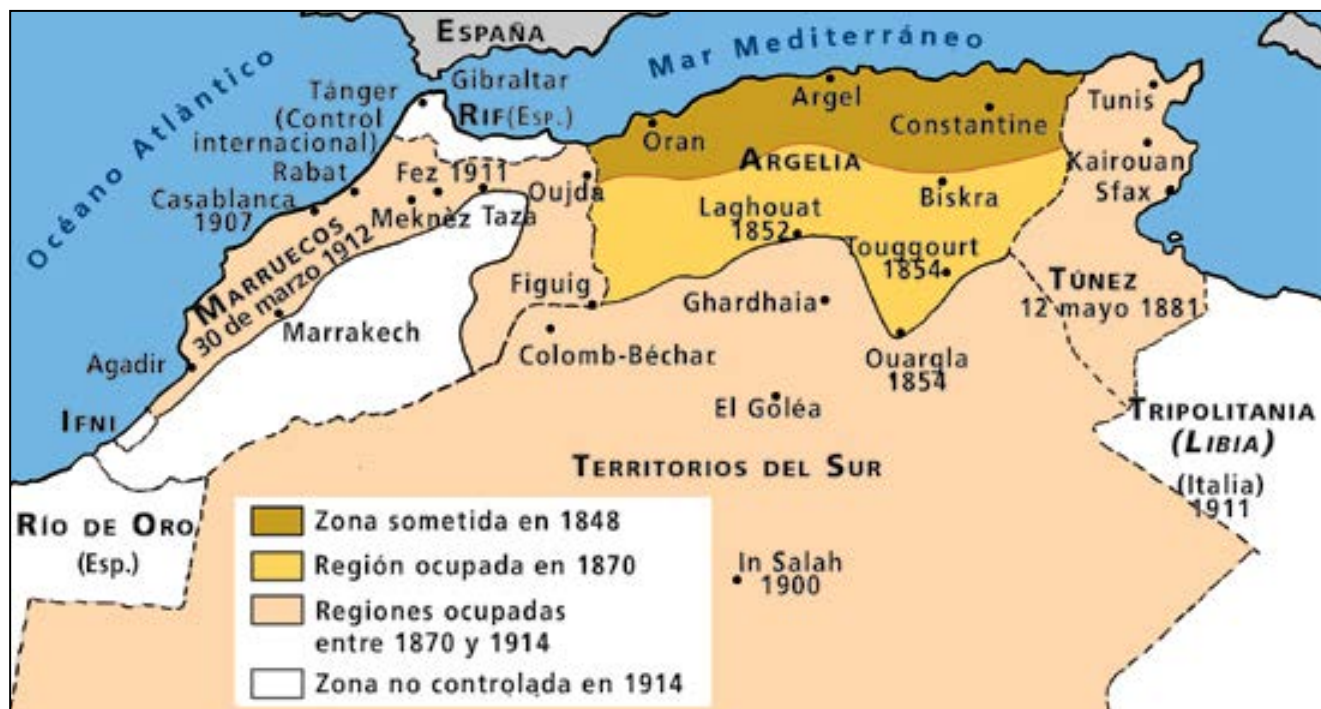 ESPAÑA
Mar Mediterráneo
Océano Atlàntico
Gibraltar
Tánger
(Control
internacional)
RIF (ESP.)
Rabat
Casablanca
1907
Fez 1911
Meknèz
Taza
Oujda
Oran
Argel
Constantine
ARGELIA
Tunis
Kairouan
Sfax
Biskra
Laghouat
1852
Touggourt
1854
MARRUECOS
30 de marzo 1912
Marrakech
Figuig
Ghardhaia
TÚNEZ
12 mayo 1881
Agadir
Colomb-Béchar
Ouargla
1854
IFNI
El Goléa
TRIPOLITANIA
(LIBIA)
(Italia)
1911
TERRITORIOS DEL SUR
RÍO DE ORO
(Esp.)
In Salah
1900
Zona sometida en 1848
Región ocupada en 1870
Regiones ocupadas
entre 1870 y 1914
Zona no controlada en 1914